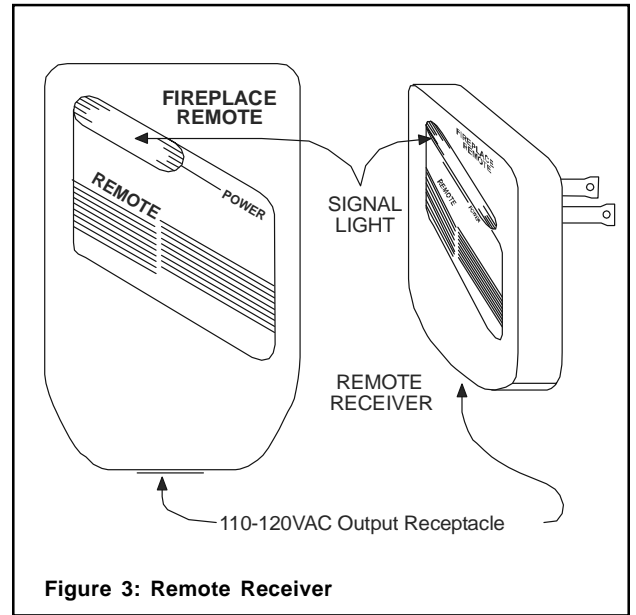 FIREPLACE
REMOTE
REMOTE
POWER
FIREPLACE
REMOTE
REMOTE
POWER
SIGNAL
LIGHT
REMOTE
RECEIVER
110-120VAC Output Receptacle
Figure 3: Remote Receiver